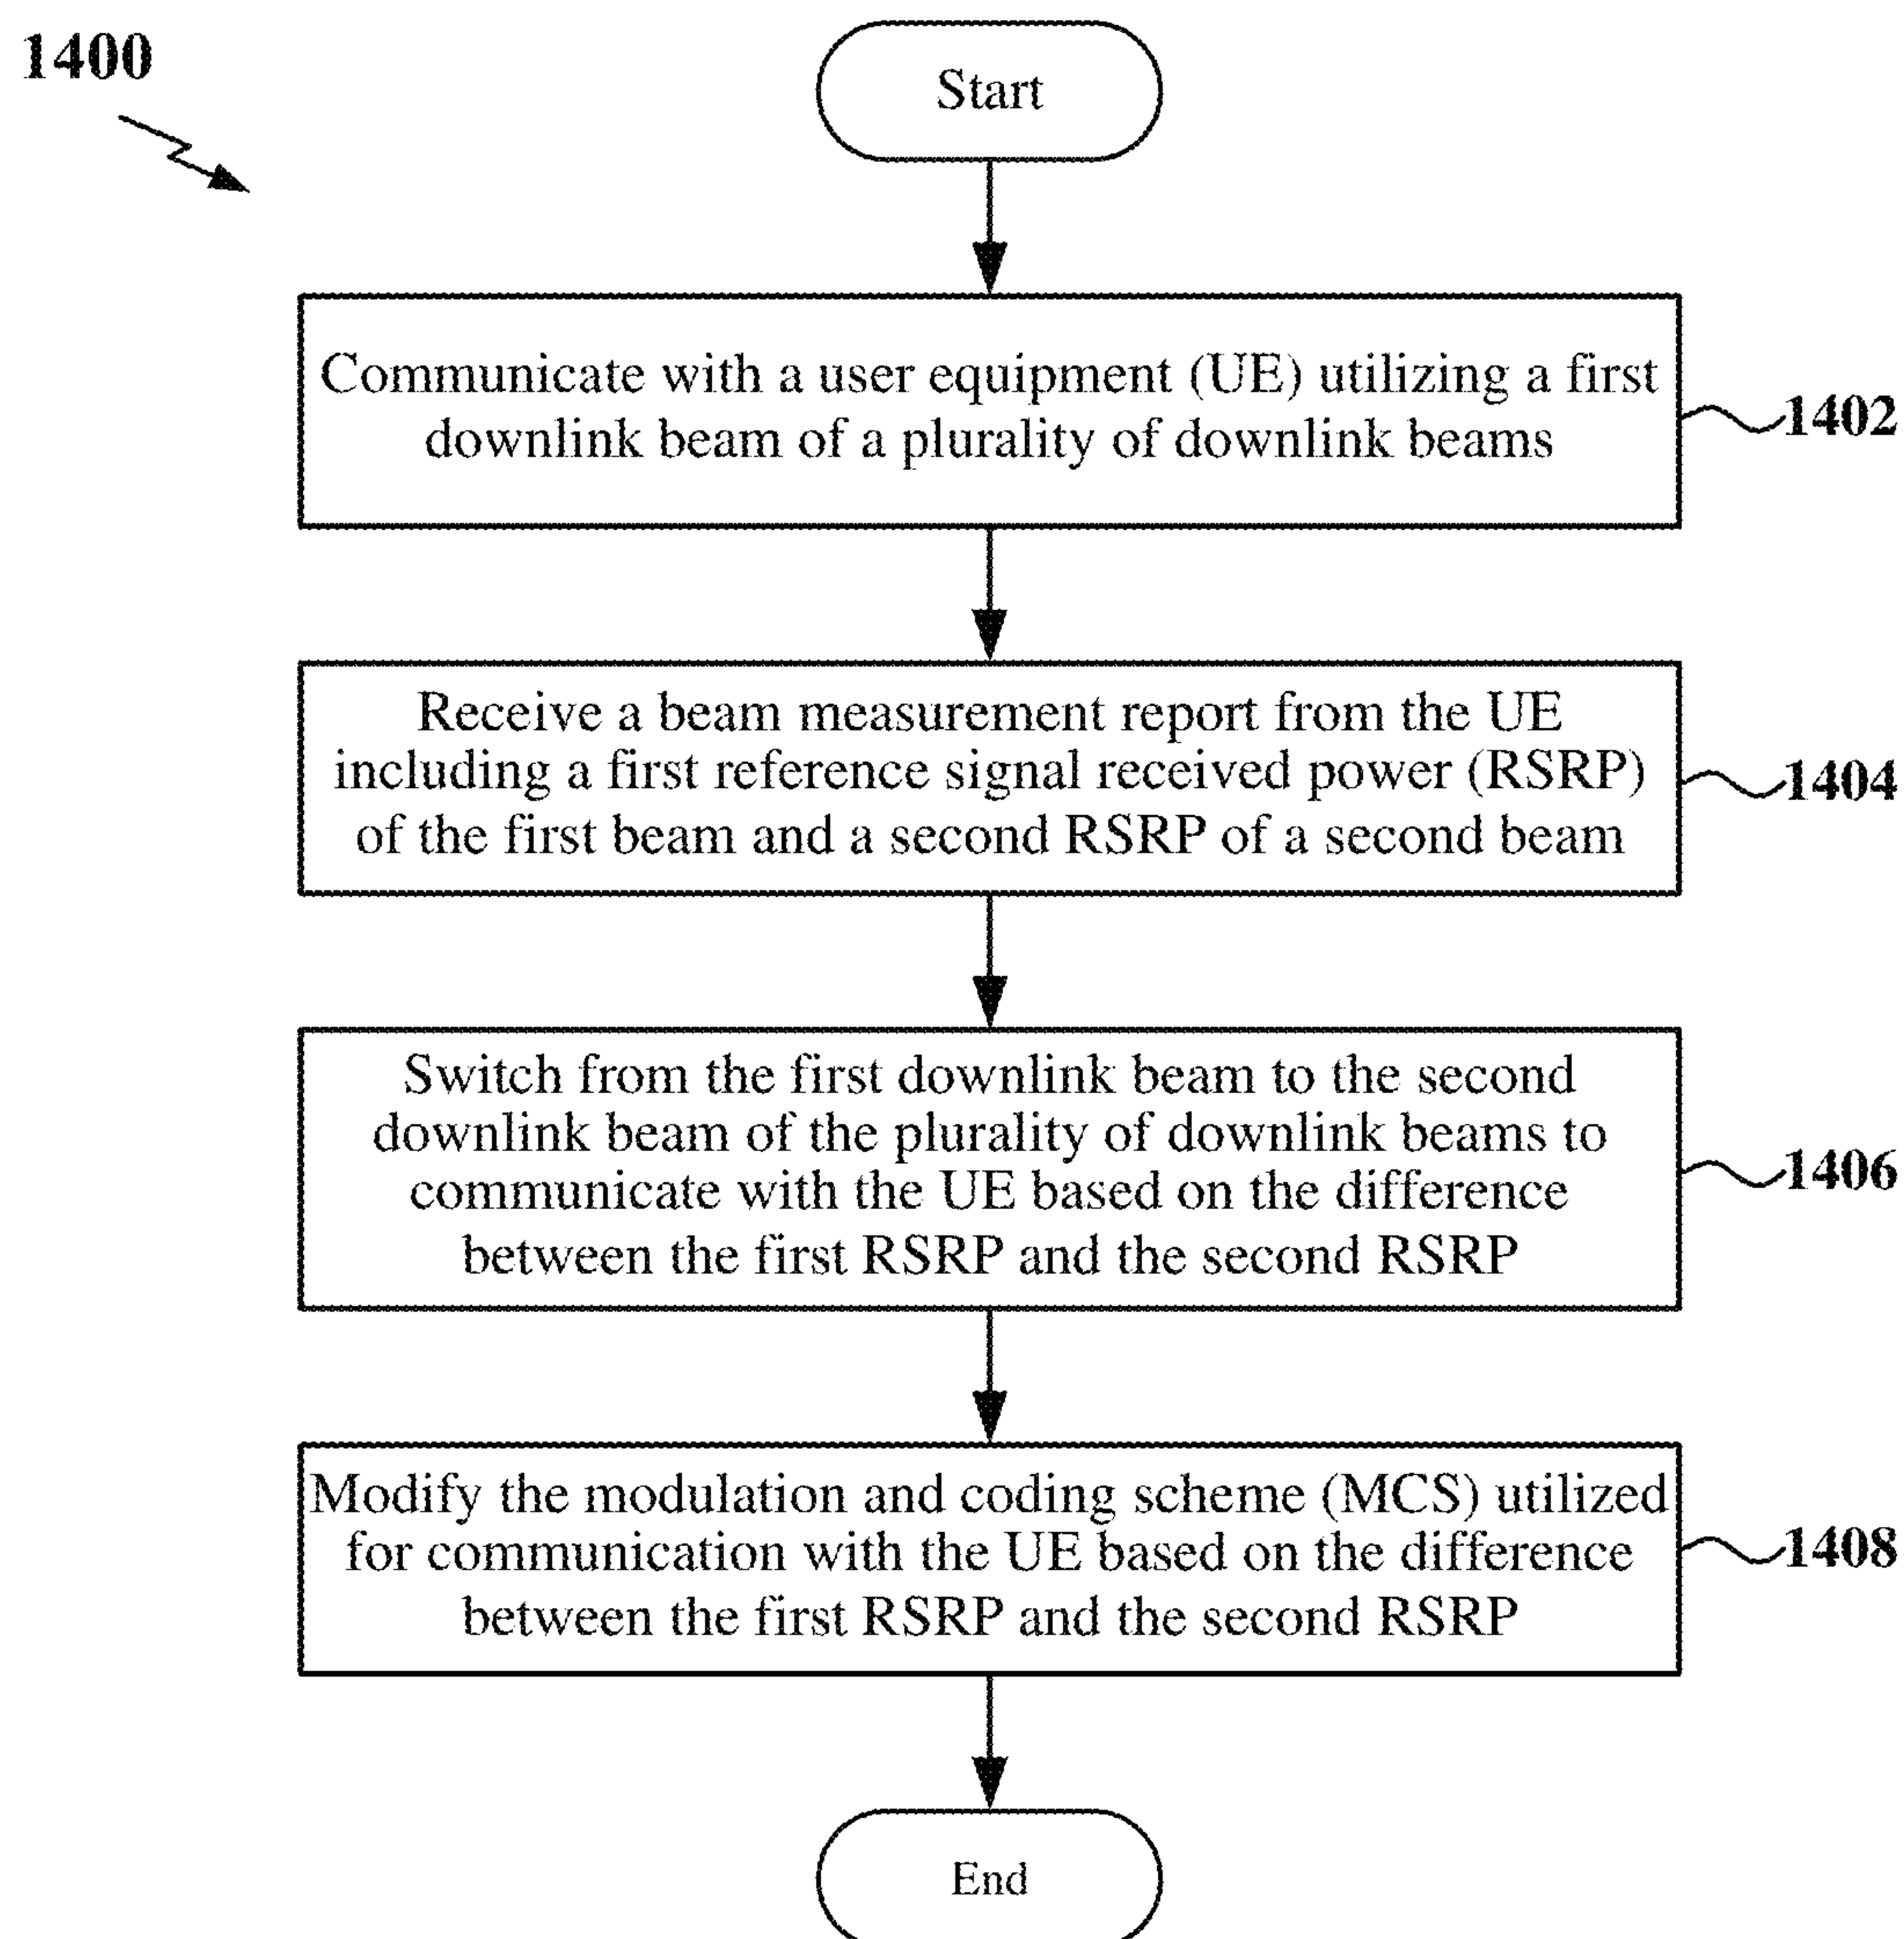 1400
Start
Communicate with a user equipment (UE) utilizing a first
downlink beam of a plurality of downlink beams
1402
Receive a beam measurement report from the UE
including a first reference signal received power (RSRP)
of the first beam and a second RSRP of a second beam
1404
Switch from the first downlink beam to the second
downlink beam of the plurality of downlink beams to
communicate with the UE based on the difference
between the first RSRP and the second RSRP
1406
Modify the modulation and coding scheme (MCS) utilized
for communication with the UE based on the difference
between the first RSRP and the second RSRP
1408
End